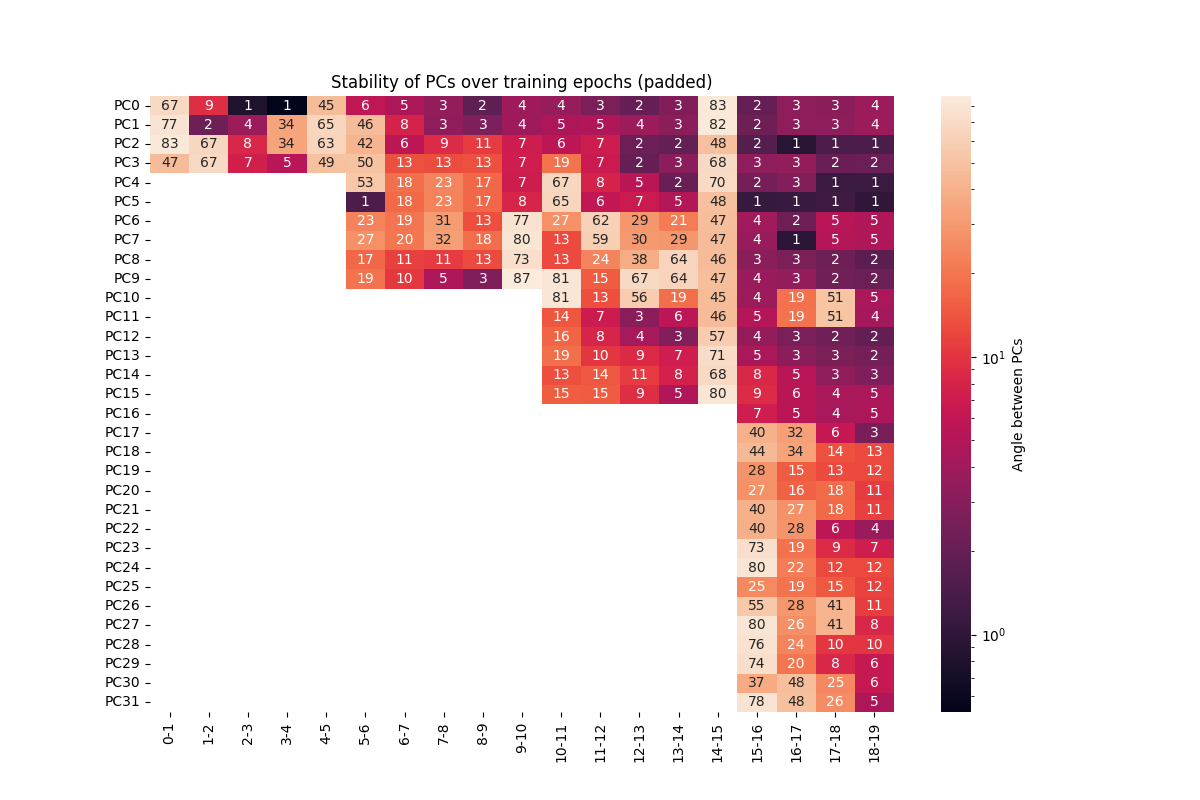 Stability of PCs over training epochs (padded)
PC0 67 9 1 1 45 6 5 3 2 4 4 3 2 3 83 2 3 3 4
PC1 77 2 4 34 65 46 8 3 3 4 5 5 4 3 82 2 3 3 4
PC2 83 67 8 34 63 42 6 9 11 7 6 7 2 2 48 2 1 1 1
PC3 47 67 7 5 49 50 13 13 13 7 19 7 2 3 68 3 3 2 2
PC4 53 18 23 17 7 67 8 5 2 70 2 3 1 1
PC5 1 18 23 17 8 65 6 7 5 48 1 1 1 1
PC6 23 19 31 13 77 27 62 29 21 47 4 2 5 5
PC7 27 20 32 18 80 13 59 30 29 47 4 1 5 5
PC8 17 11 11 13 73 13 24 38 64 46 3 3 2 2
PC9 19 10 5 3 87 81 15 67 64 47 4 3 2 2
PC10 81 13 56 19 45 4 19 51 5
PC11 14 7 3 6 46 5 19 51 4
PC12 16 8 4 3 57 4 3 2 2
PC13 19 10 9 7 71 5 3 3 2
PC14 13 14 11 8 68 8 5 3 3
PC15 15 15 9 5 80 9 6 4 5
PC16 7 5 4 5
PC17 40 32 6 3
PC18 44 34 14 13
PC19 28 15 13 12
PC20 27 16 18 11
PC21 40 27 18 11
PC22 40 28 6 4
PC23 73 19 9 7
PC24 80 22 12 12
PC25 25 19 15 12
PC26 55 28 41 11
PC27 80 26 41 8
PC28 76 24 10 10
PC29 74 20 8 6
PC30 37 48 25 6
PC31 78 48 26 5
0-1 1-2 2-3 3-4 4-5 5-6 6-7 7-8 8-9 9-10 10-11 11-12 12-13 13-14 14-15 15-16 16-17 17-18 18-19
10¹
10⁰
Angle between PCs